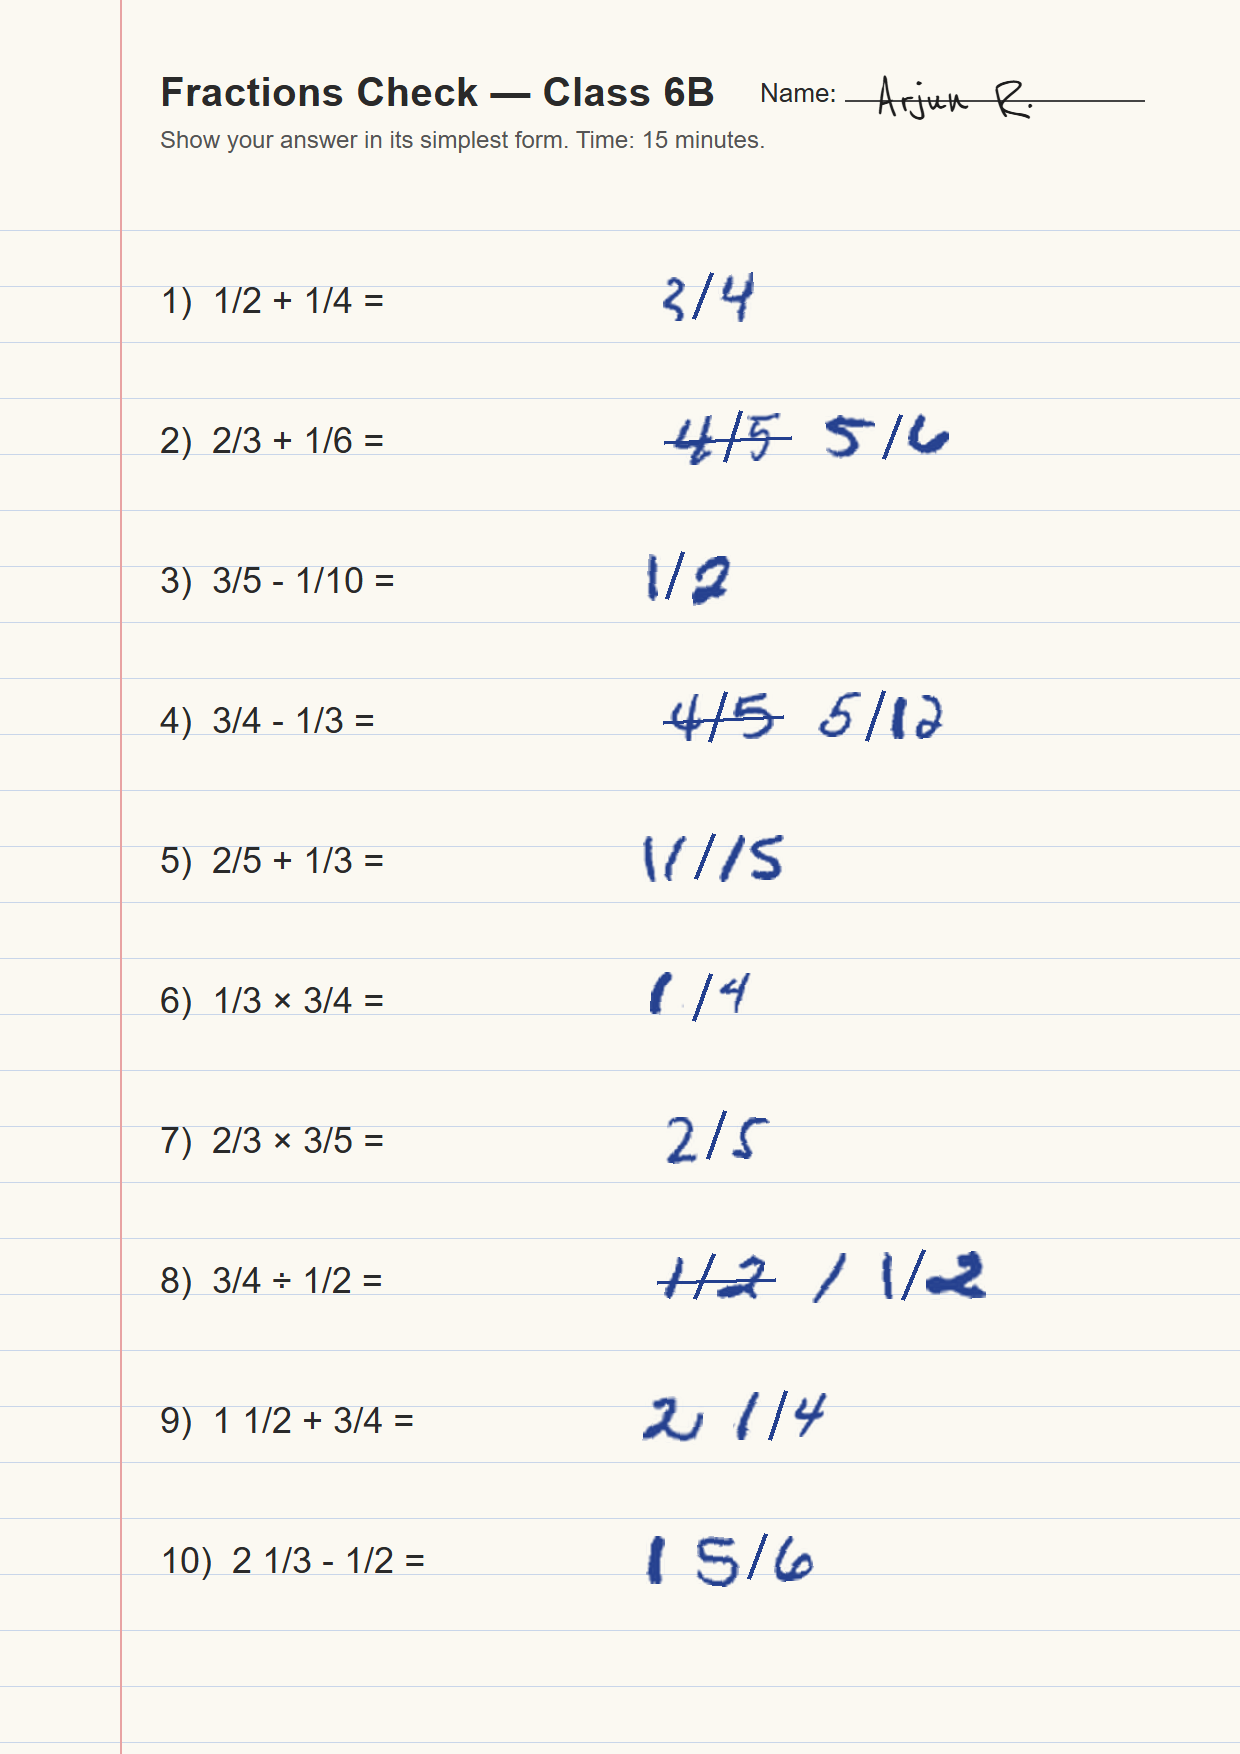 Fractions Check — Class 6B Name: Arjun R.
Show your answer in its simplest form. Time: 15 minutes.
1) 1/2 + 1/4 = 3/4
2) 2/3 + 1/6 = 4/5 5/6
3) 3/5 - 1/10 = 1/2
4) 3/4 - 1/3 = 4/5 5/12
5) 2/5 + 1/3 = 11/15
6) 1/3 × 3/4 = 1/4
7) 2/3 × 3/5 = 2/5
8) 3/4 ÷ 1/2 = 1/2 1 1/2
9) 1 1/2 + 3/4 = 2 1/4
10) 2 1/3 - 1/2 = 1 5/6